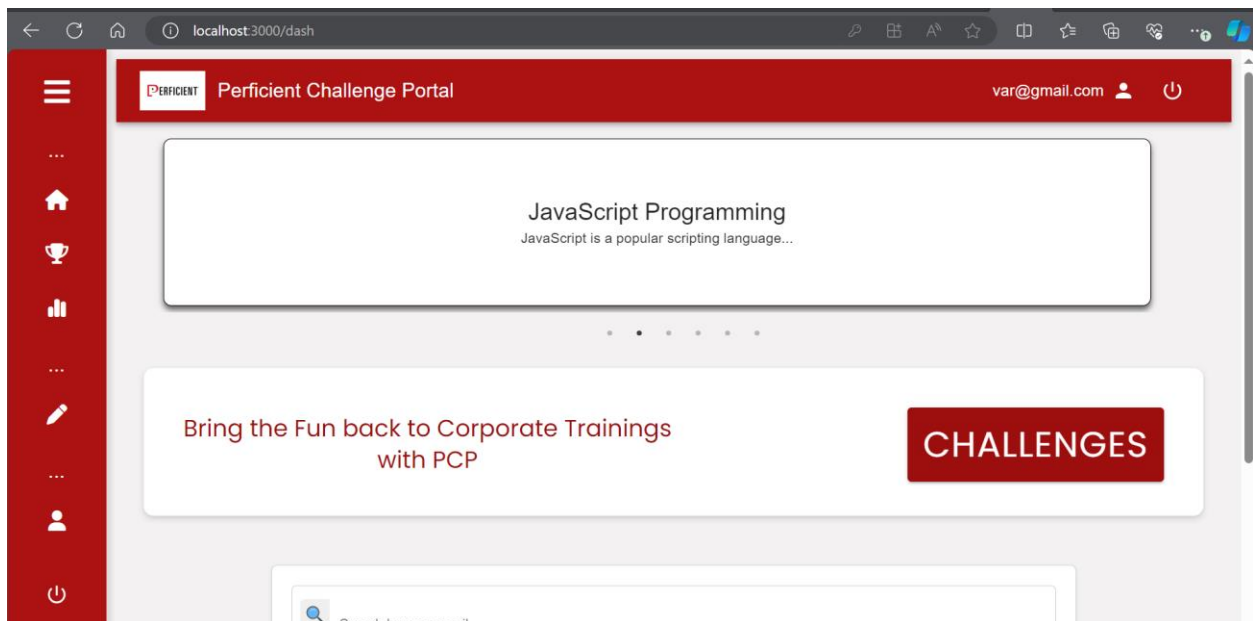 localhost:3000/dash
PERFICIENT Perficient Challenge Portal var@gmail.com
...
JavaScript Programming
JavaScript is a popular scripting language...
...
Bring the Fun back to Corporate Trainings
with PCP
CHALLENGES
...